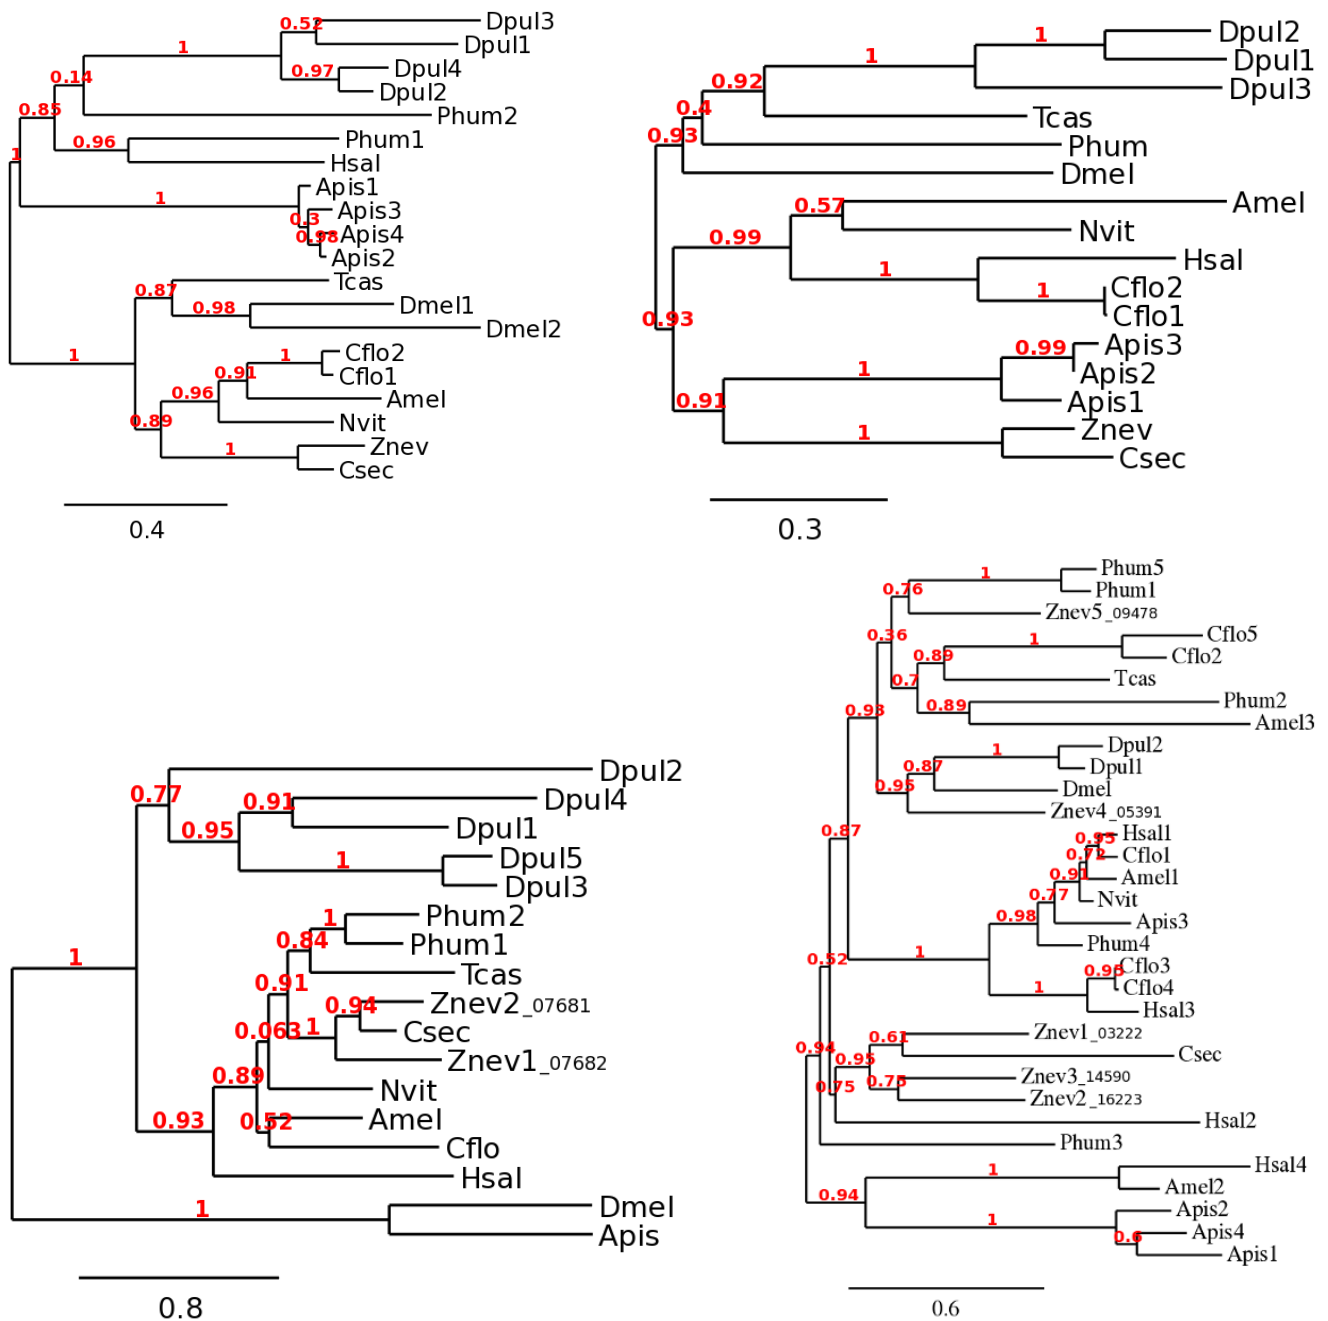 0.52
Dpul3
Dpul1
1
0.97
Dpul4
Dpul2
0.14
Phum2
0.85
0.96
Phum1
Hsal
1
1
Apis1
Apis3
0.3
Apis4
0.98
Apis2
Tcas
0.87
0.98
Dmel1
Dmel2
1
1
Cflo2
Cflo1
0.91
Amel
0.96
Nvit
0.89
1
Znev
Csec
0.4
1
Dpul2
Dpul1
1
Dpul3
0.92
Tcas
0.4
Phum
0.93
Dmel
0.57
Amel
Nvit
0.99
1
Hsal
1
Cflo2
Cflo1
0.93
0.99
Apis3
Apis2
1
Apis1
0.91
1
Znev
Csec
0.3
Dpul2
0.77
0.91
Dpul4
Dpul1
0.95
1
Dpul5
Dpul3
1
1
Phum2
Phum1
0.84
Tcas
0.91
0.94
Znev2_07681
Csec
0.063
1
Znev1_07682
0.89
Nvit
Amel
0.52
Cflo
0.93
Hsal
1
Dmel
Apis
0.8
1
Phum5
Phum1
0.76
Znev5_09478
0.36
1
Cflo5
Cflo2
0.89
Tcas
0.7
0.89
Phum2
Amel3
0.93
1
Dpul2
Dpul1
0.87
Dmel
0.95
Znev4_05391
0.87
Hsal1
0.95
Cflo1
0.72
Amel1
0.91
Nvit
0.77
Apis3
0.98
Phum4
1
0.95
Cflo3
Cflo4
1
Hsal3
0.52
Znev1_03222
0.61
Csec
0.94
0.95
Znev3_14590
0.75
0.75
Znev2_16223
Hsal2
Phum3
1
Hsal4
Amel2
0.94
1
Apis2
Apis4
0.6
Apis1
0.6